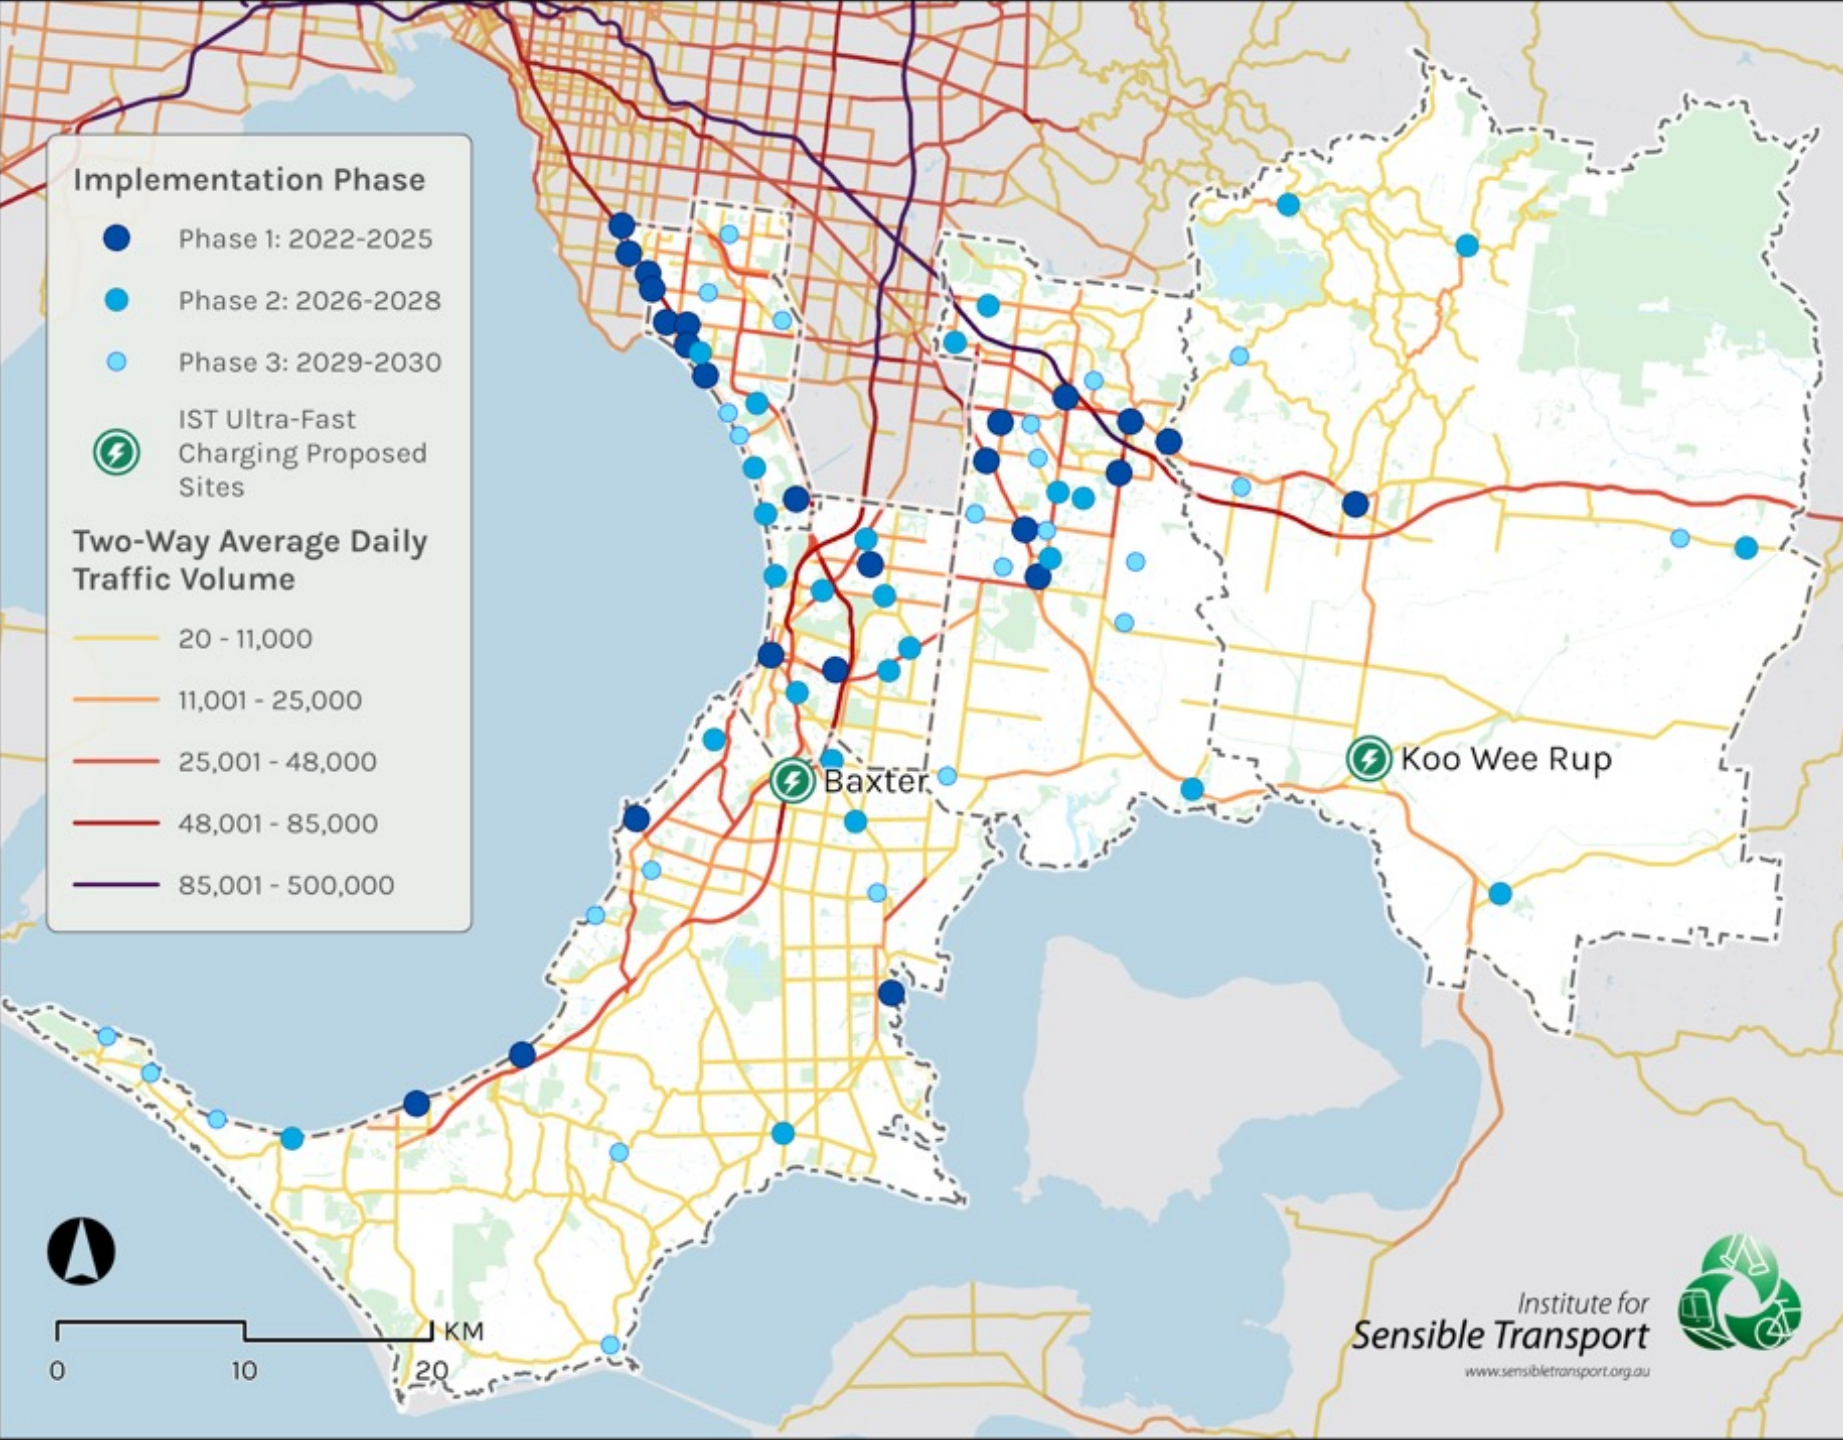 Implementation Phase
Phase 1: 2022-2025
Phase 2: 2026-2028
Phase 3: 2029-2030
IST Ultra-Fast
Charging Proposed
Sites
Two-Way Average Daily
Traffic Volume
20 - 11,000
11,001 - 25,000
25,001 - 48,000
48,001 - 85,000
85,001 - 500,000
Baxter
Koo Wee Rup
KM
0 10 20
Institute for
Sensible Transport
www.sensibletransport.org.au